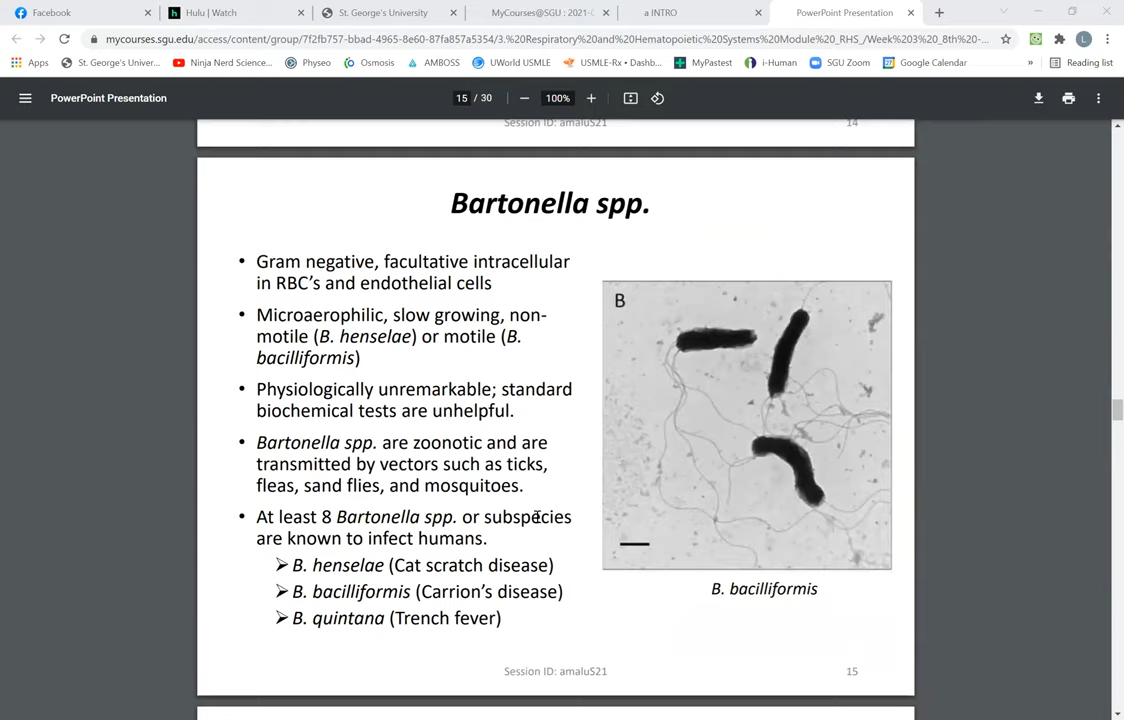 Facebook
Hulu | Watch
St. George's University
MyCourses@SGU : 2021-
a INTRO
PowerPoint Presentation
mycourses.sgu.edu/access/content/group/7f2fb757-bbad-4965-8e60-87fa857a5354/3.%20Respiratory%20and%20Hematopoietic%20Systems%20Module%20_RHS_/Week%203%20_8th%20-...
L
Apps
St. George's Univer...
Ninja Nerd Science...
Physeo
Osmosis
AMBOSS
UWorld USMLE
USMLE-Rx • Dashb...
MyPastest
i-Human
SGU Zoom
Google Calendar
»
Reading list
PowerPoint Presentation
15 / 30
100%
Session ID: amaluS21
14
Bartonella spp.
• Gram negative, facultative intracellular
in RBC's and endothelial cells
• Microaerophilic, slow growing, non-
motile (B. henselae) or motile (B.
bacilliformis)
• Physiologically unremarkable; standard
biochemical tests are unhelpful.
• Bartonella spp. are zoonotic and are
transmitted by vectors such as ticks,
fleas, sand flies, and mosquitoes.
• At least 8 Bartonella spp. or subspecies
are known to infect humans.
➢ B. henselae (Cat scratch disease)
➢ B. bacilliformis (Carrion's disease)
➢ B. quintana (Trench fever)
B
B. bacilliformis
Session ID: amaluS21
15